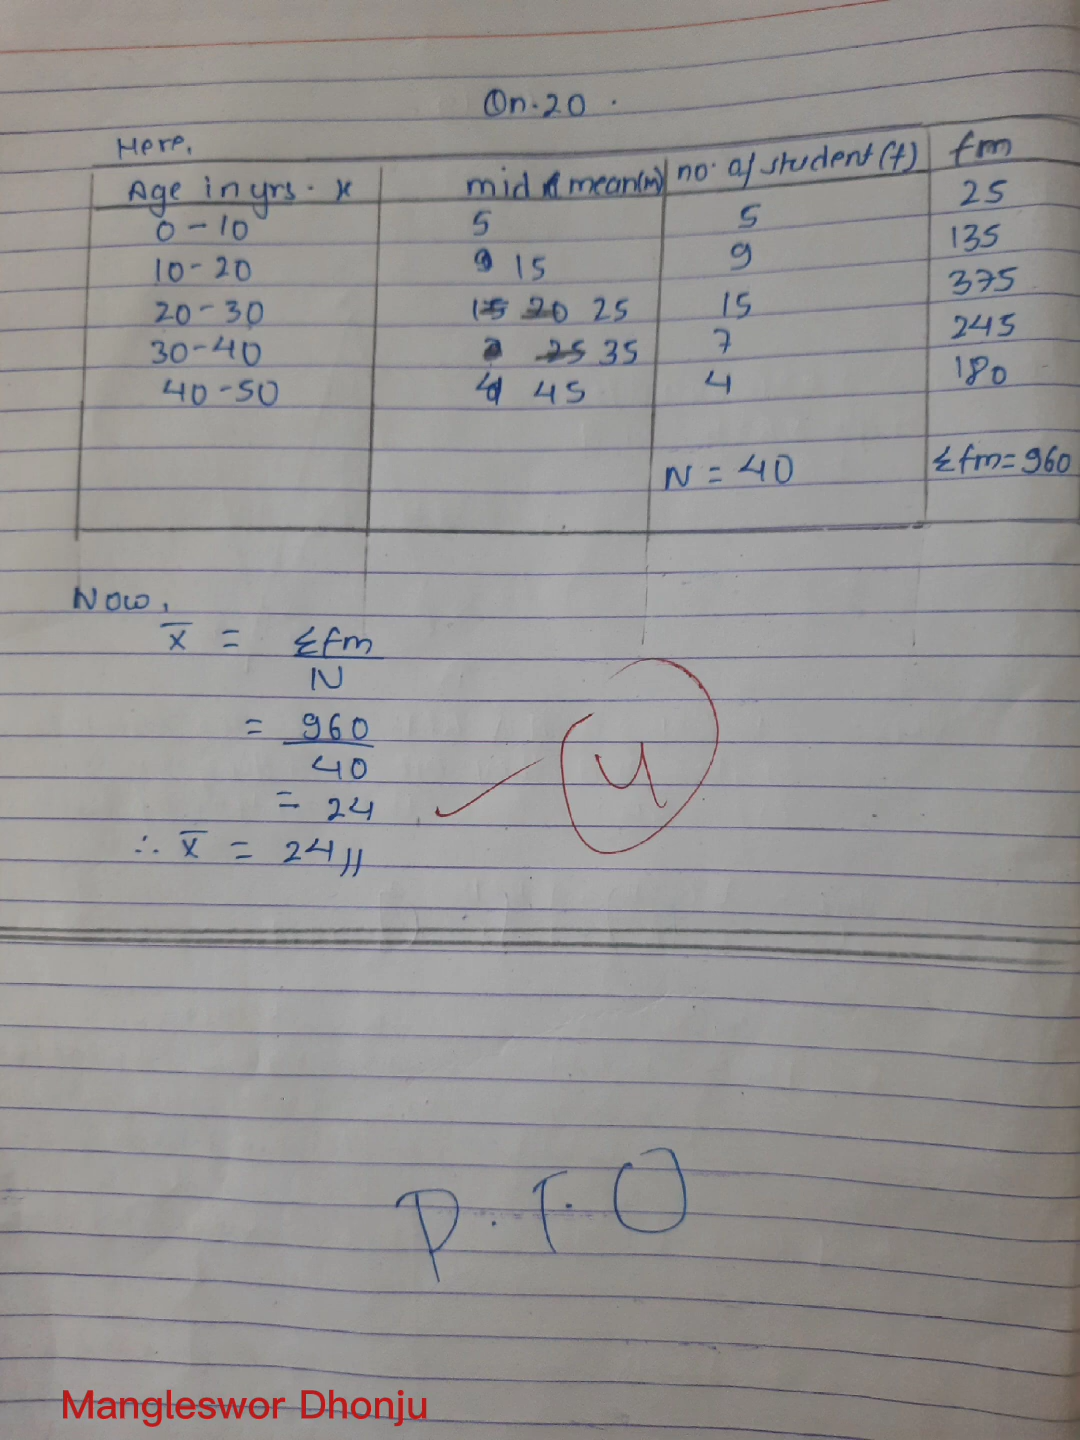 Qn.20.
Here,
Age in yrs. x mid mean(m) no. of student(f) fm
0-10 5 5 25
10-20 15 9 135
20-30 25 15 375
30-40 35 7 245
40-50 45 4 180
N = 40 Σfm=960
Now,
x̄ = Σfm
N
= 960
40
= 24
∴ x̄ = 24//
4
P.T.O
Mangleswor Dhonju